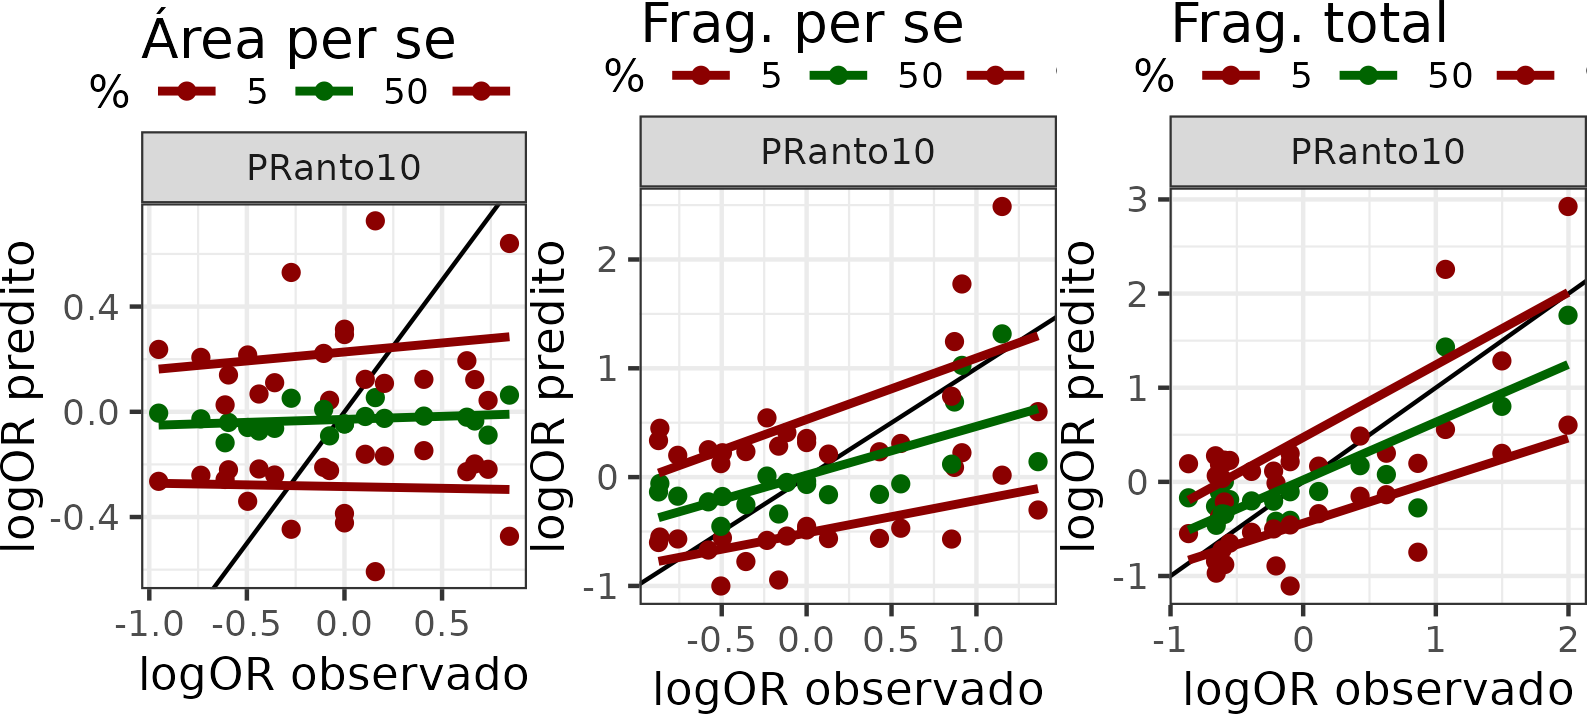 Área per se
% 5 50
PRanto10
0.4
0.0
-0.4
-1.0 -0.5 0.0 0.5
logOR observado
logOR predito
Frag. per se
% 5 50
PRanto10
2
1
0
-1
-0.5 0.0 0.5 1.0
logOR observado
logOR predito
Frag. total
% 5 50
PRanto10
3
2
1
0
-1
-1 0 1 2
logOR observado
logOR predito